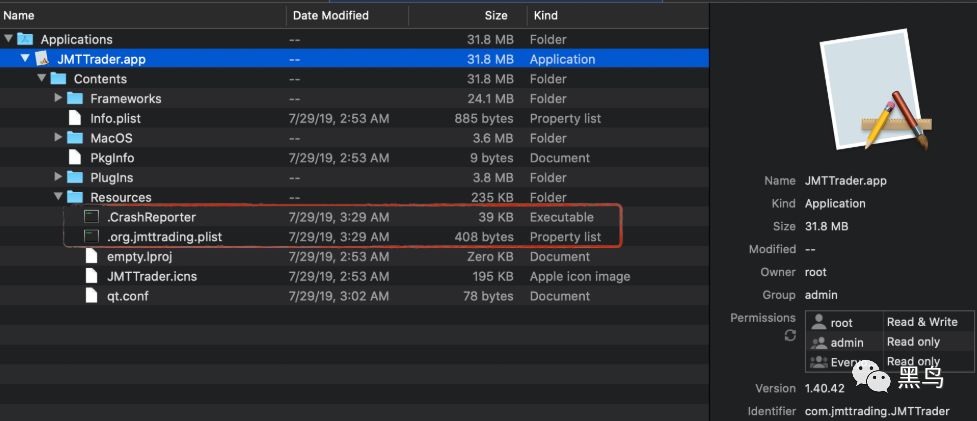 Name Date Modified Size Kind
Applications -- 31.8 MB Folder
JMTTrader.app -- 31.8 MB Application
Contents -- 31.8 MB Folder
Frameworks -- 24.1 MB Folder
Info.plist 7/29/19, 2:53 AM 885 bytes Property list
MacOS -- 3.6 MB Folder
PkgInfo 7/29/19, 2:53 AM 9 bytes Document
PlugIns -- 3.8 MB Folder
Resources -- 235 KB Folder
.CrashReporter 7/29/19, 3:29 AM 39 KB Executable
.org.jmttrading.plist 7/29/19, 3:29 AM 408 bytes Property list
empty.lproj 7/29/19, 2:53 AM Zero KB Document
JMTTrader.icns 7/29/19, 2:53 AM 195 KB Apple icon image
qt.conf 7/29/19, 3:02 AM 78 bytes Document
Name JMTTrader.app
Kind Application
Size 31.8 MB
Modified --
Owner root
Group admin
Permissions root Read & Write
admin Read only
Every Read only
黑鸟
Version 1.40.42
Identifier com.jmttrading.JMTTrader